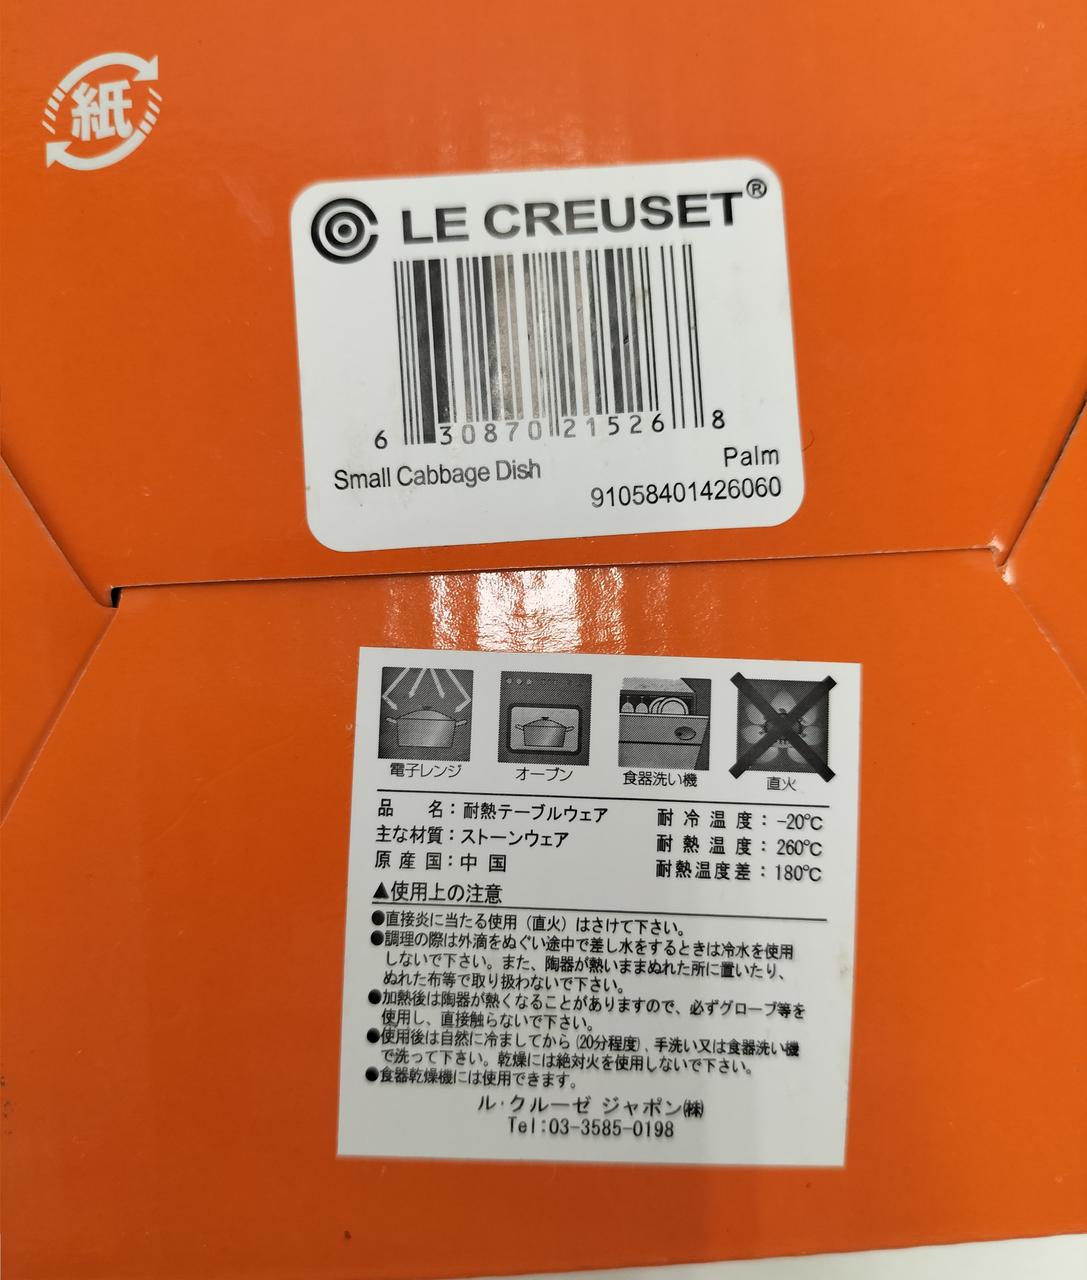 紙
LE CREUSET®
6 30870 21526 8
Small Cabbage Dish
Palm
91058401426060
電子レンジ
オーブン
食器洗い機
直火
品 名：耐熱テーブルウェア
主な材質：ストーンウェア
原産国：中国
耐冷温度：-20℃
耐熱温度：260℃
耐熱温度差：180℃
▲使用上の注意
●直接炎に当たる使用（直火）はさけて下さい。
●調理の際は外滴をぬぐい途中で差し水をするときは冷水を使用
しないで下さい。また、陶器が熱いままぬれた所に置いたり、
ぬれた布等で取り扱わないで下さい。
●加熱後は陶器が熱くなることがありますので、必ずグローブ等を
使用し、直接触らないで下さい。
●使用後は自然に冷ましてから（20分程度）、手洗い又は食器洗い機
で洗って下さい。乾燥には絶対火を使用しないで下さい。
●食器乾燥機には使用できます。
ル・クルーゼ ジャポン㈱
Tel:03-3585-0198